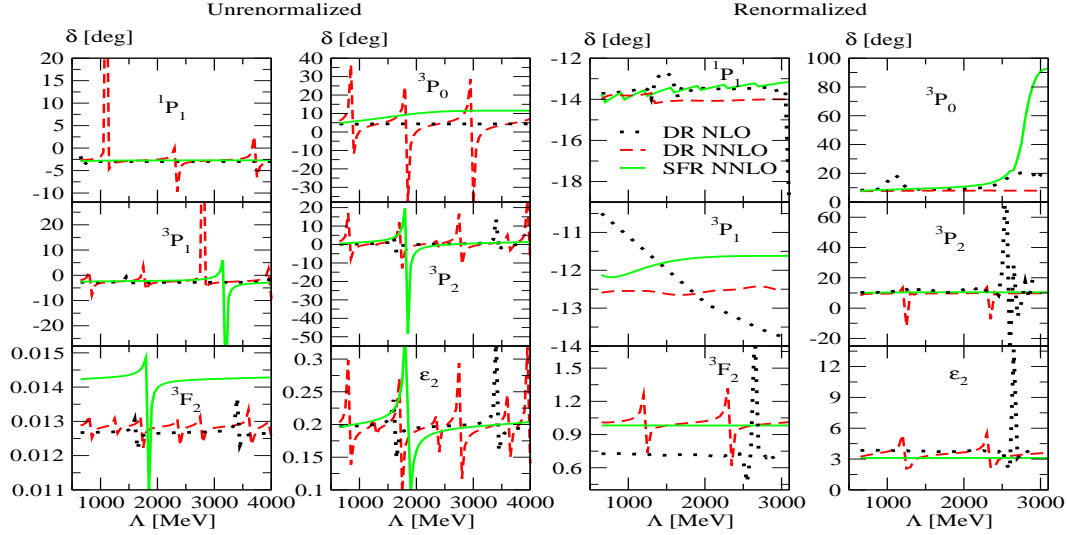 Unrenormalized
Renormalized
δ [deg]
δ [deg]
δ [deg]
δ [deg]
20
15
10
5
0
-5
-10
¹P₁
40
30
20
10
0
-10
-20
-30
³P₀
-12
-14
-16
-18
¹P₁
DR NLO
DR NNLO
SFR NNLO
100
80
60
40
20
0
³P₀
20
10
0
-10
-20
³P₁
20
10
0
-10
-20
-30
-40
-50
³P₂
-11
-12
-13
-14
³P₁
60
40
20
0
-20
³P₂
0.015
0.014
0.013
0.012
0.011
³F₂
0.3
0.25
0.2
0.15
0.1
ε₂
1.5
1.2
0.9
0.6
³F₂
12
9
6
3
0
ε₂
1000 2000 3000 4000
1000 2000 3000 4000
1000 2000 3000
1000 2000 3000
Λ [MeV]
Λ [MeV]
Λ [MeV]
Λ [MeV]